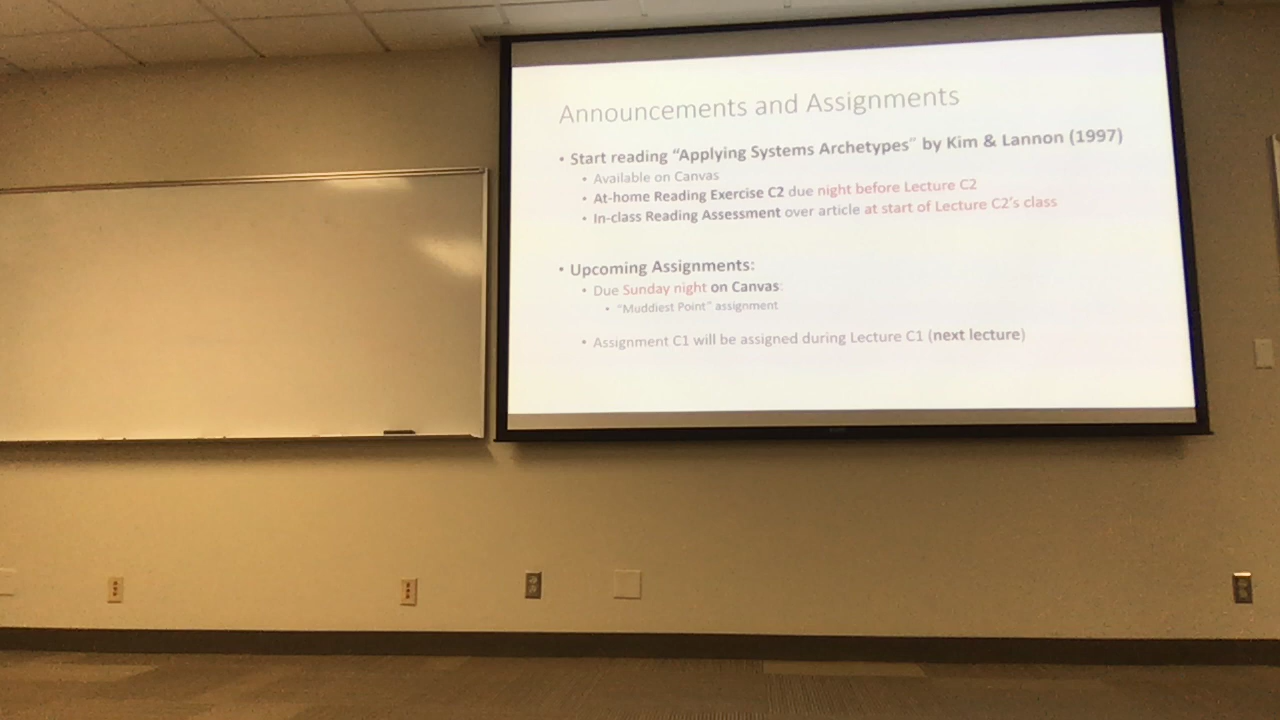 Announcements and Assignments
• Start reading “Applying Systems Archetypes” by Kim & Lannon (1997)
• Available on Canvas
• At-home Reading Exercise C2 due night before Lecture C2
• In-class Reading Assessment over article at start of Lecture C2's class
• Upcoming Assignments:
• Due Sunday night on Canvas:
• “Muddiest Point” assignment
• Assignment C1 will be assigned during Lecture C1 (next lecture)